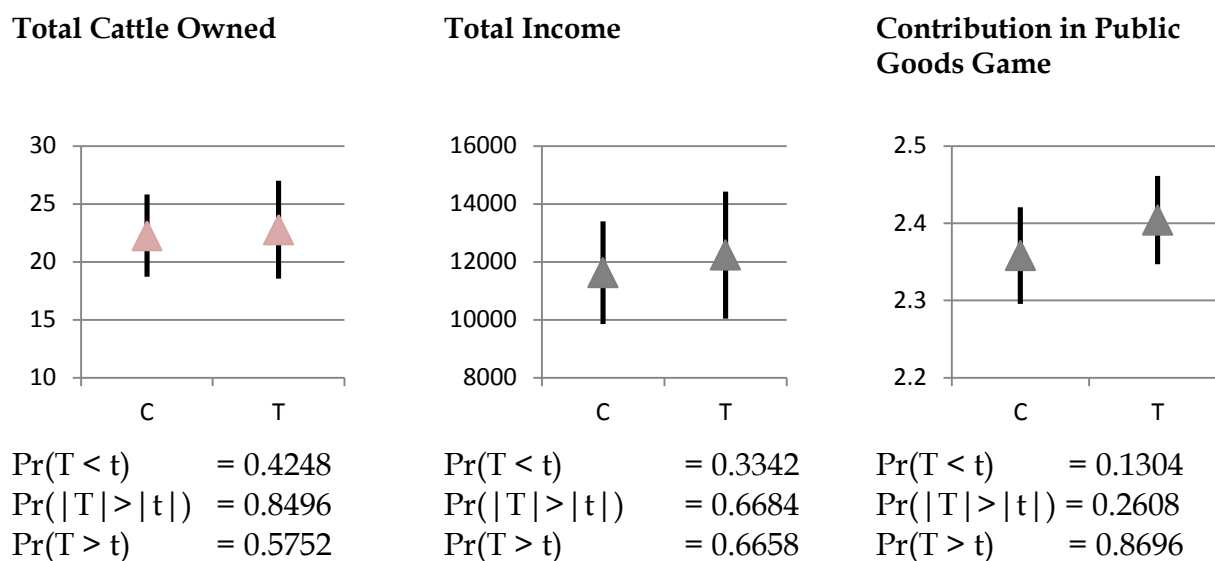 Total Cattle Owned
30
25
20
15
10
C T
Pr(T < t) = 0.4248
Pr(|T|>|t|) = 0.8496
Pr(T > t) = 0.5752
Total Income
16000
14000
12000
10000
8000
C T
Pr(T < t) = 0.3342
Pr(|T|>|t|) = 0.6684
Pr(T > t) = 0.6658
Contribution in Public
Goods Game
2.5
2.4
2.3
2.2
C T
Pr(T < t) = 0.1304
Pr(|T|>|t|) = 0.2608
Pr(T > t) = 0.8696